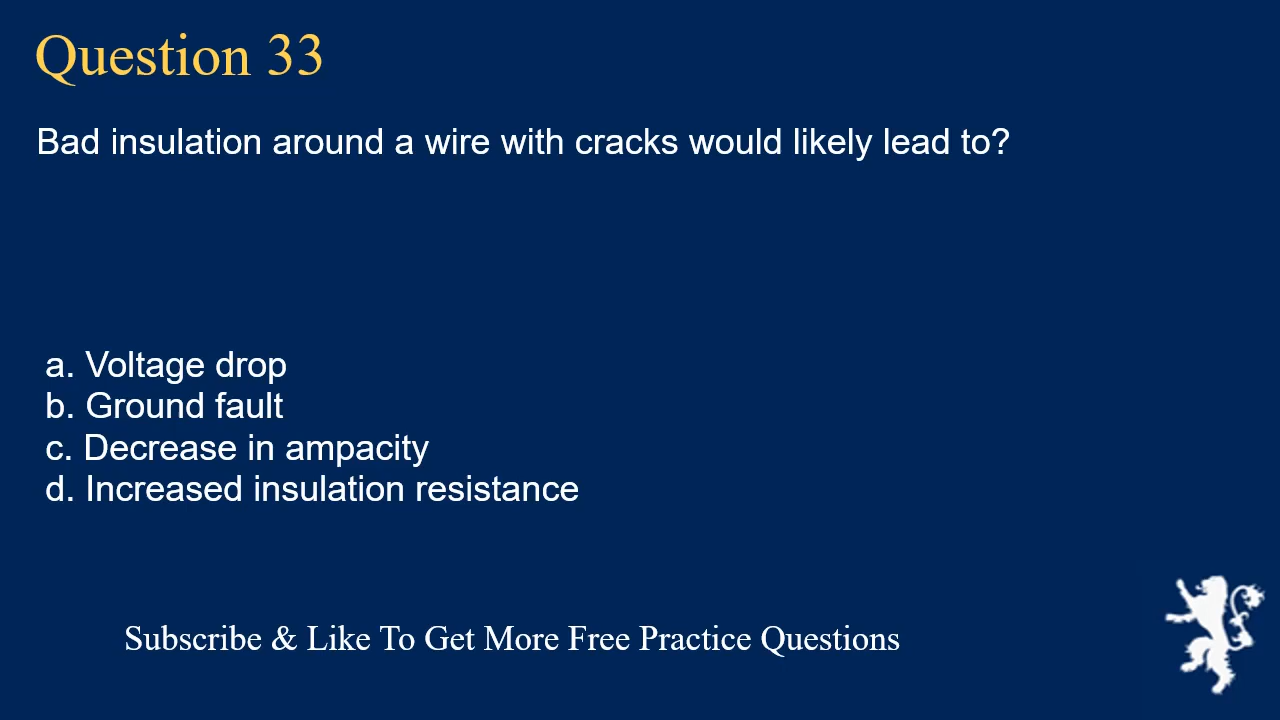 Question 33
Bad insulation around a wire with cracks would likely lead to?
a. Voltage drop
b. Ground fault
c. Decrease in ampacity
d. Increased insulation resistance
Subscribe & Like To Get More Free Practice Questions